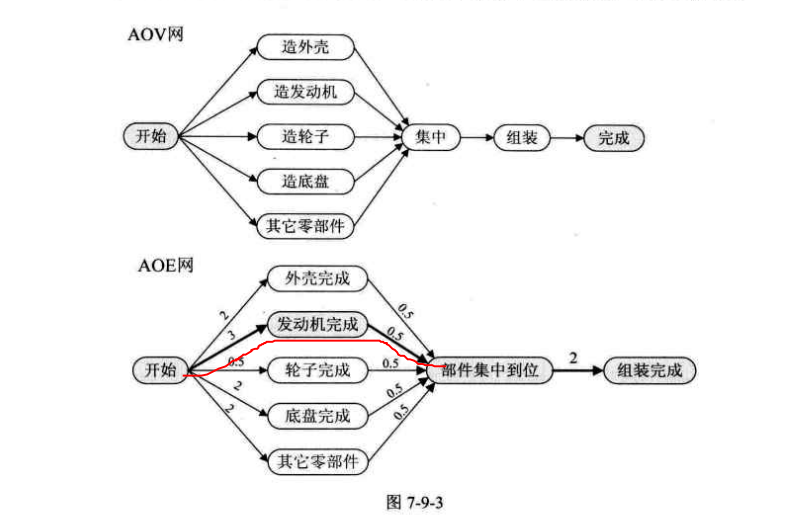 AOV网
造外壳
造发动机
开始
造轮子
集中
组装
完成
造底盘
其它零部件
AOE网
外壳完成
2
0.5
发动机完成
3
0.5
开始
0.5
轮子完成
0.5
部件集中到位
2
组装完成
2
底盘完成
0.5
2
其它零部件
0.5
图 7-9-3